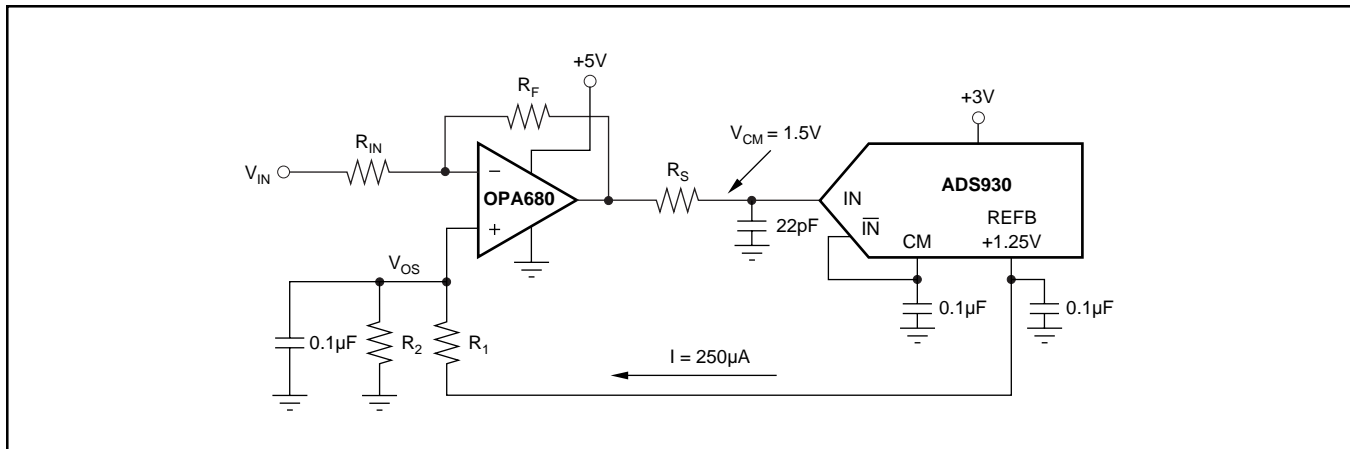 +5V
R_F
+3V
V_CM = 1.5V
R_IN
V_IN
R_S
−
OPA680
+
ADS930
IN
IN̅
REFB
+1.25V
CM
22pF
V_OS
0.1µF
R_2
R_1
0.1µF
0.1µF
I = 250µA